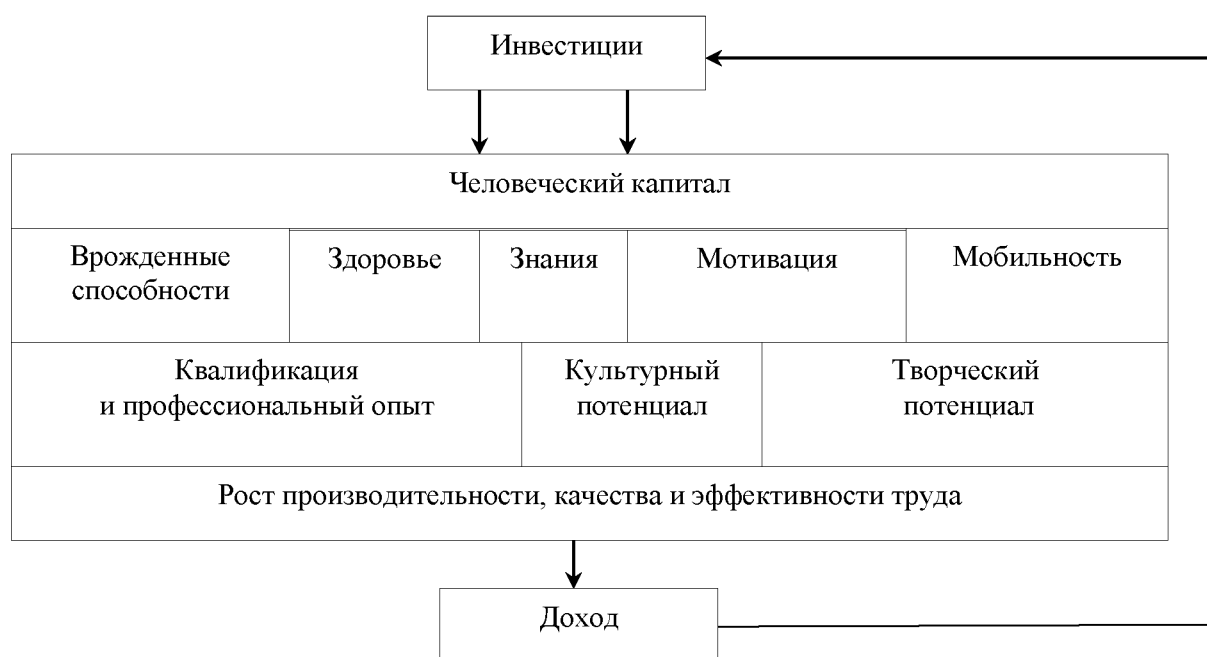 Инвестиции
Человеческий капитал
Врожденные
способности
Здоровье
Знания
Мотивация
Мобильность
Квалификация
и профессиональный опыт
Культурный
потенциал
Творческий
потенциал
Рост производительности, качества и эффективности труда
Доход